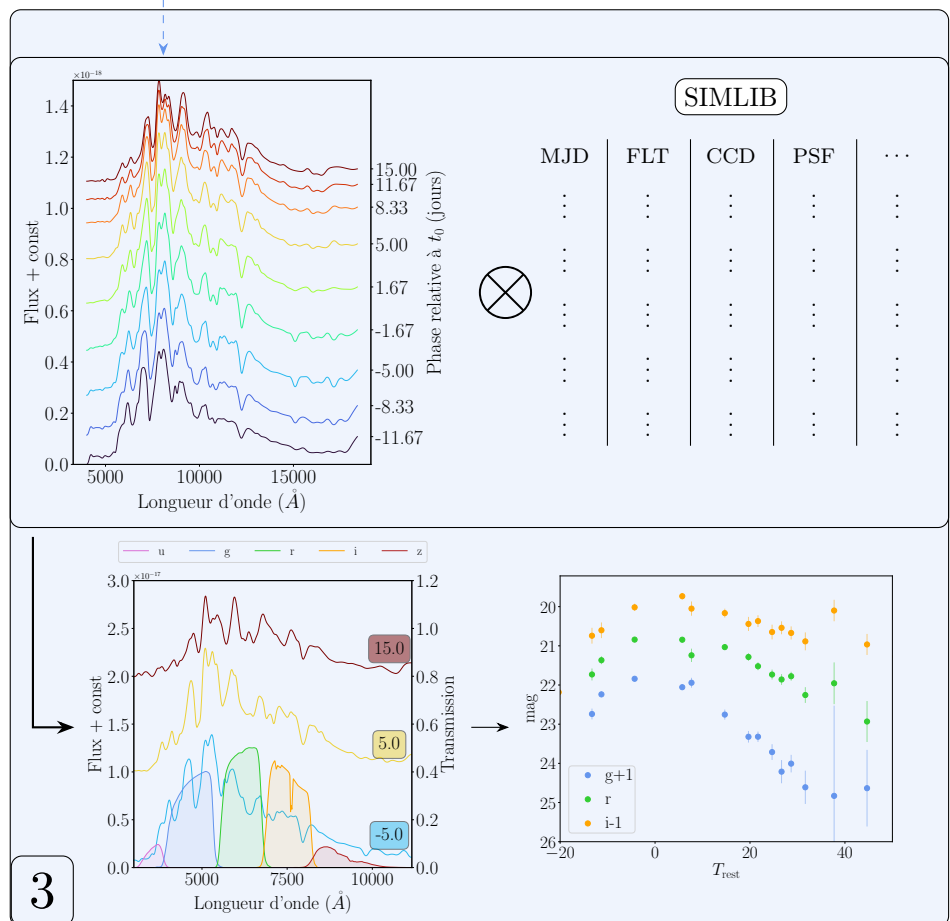 ×10⁻¹⁸
1.4
1.2
1.0
0.8
0.6
0.4
0.2
0.0
Flux + const
5000 10000 15000
Longueur d'onde (Å)
15.00
11.67
8.33
5.00
1.67
-1.67
-5.00
-8.33
-11.67
Phase relative à t₀ (jours)
SIMLIB
MJD FLT CCD PSF ···
u g r i z
×10⁻¹⁷
3.0
2.5
2.0
1.5
1.0
0.5
0.0
Flux + const
5000 7500 10000
Longueur d'onde (Å)
1.2
1.0
0.8
0.6
0.4
0.2
0.0
Transmission
15.0
5.0
-5.0
20
21
22
23
24
25
26
mag
-20 0 20 40
T_rest
g+1
r
i-1
3